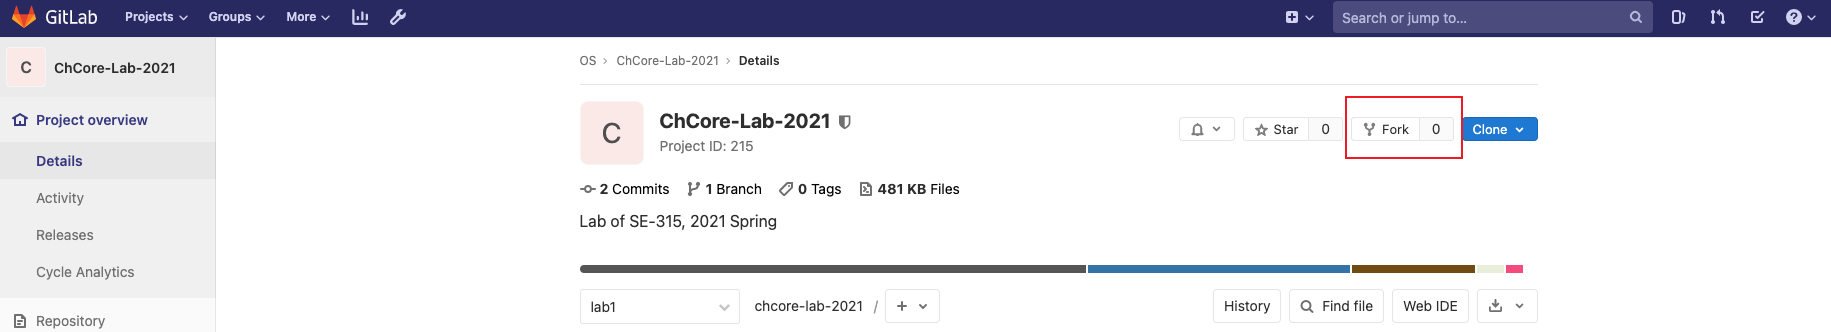 GitLab Projects Groups More Search or jump to...
C ChCore-Lab-2021
Project overview
Details
Activity
Releases
Cycle Analytics
Repository
OS > ChCore-Lab-2021 > Details
C
ChCore-Lab-2021
Project ID: 215
Star 0 Fork 0 Clone
2 Commits 1 Branch 0 Tags 481 KB Files
Lab of SE-315, 2021 Spring
lab1 chcore-lab-2021 / + History Find file Web IDE